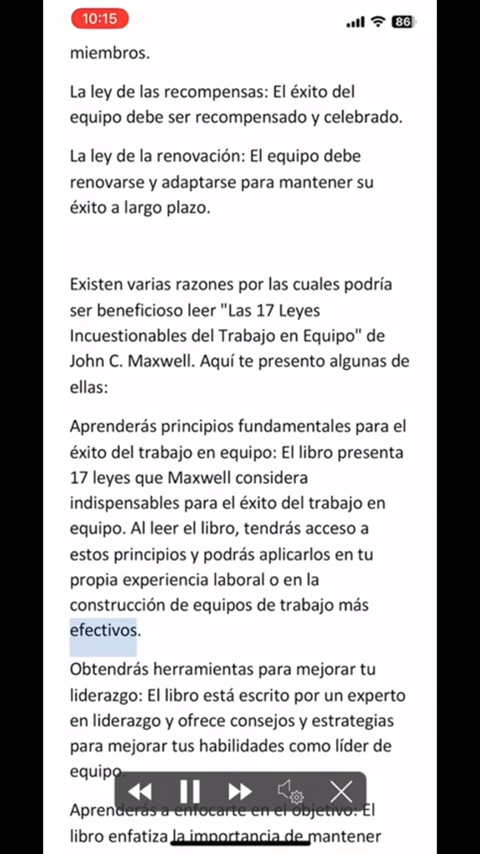 10:15
86
miembros.
La ley de las recompensas: El éxito del
equipo debe ser recompensado y celebrado.
La ley de la renovación: El equipo debe
renovarse y adaptarse para mantener su
éxito a largo plazo.
Existen varias razones por las cuales podría
ser beneficioso leer "Las 17 Leyes
Incuestionables del Trabajo en Equipo" de
John C. Maxwell. Aquí te presento algunas de
ellas:
Aprenderás principios fundamentales para el
éxito del trabajo en equipo: El libro presenta
17 leyes que Maxwell considera
indispensables para el éxito del trabajo en
equipo. Al leer el libro, tendrás acceso a
estos principios y podrás aplicarlos en tu
propia experiencia laboral o en la
construcción de equipos de trabajo más
efectivos.
Obtendrás herramientas para mejorar tu
liderazgo: El libro está escrito por un experto
en liderazgo y ofrece consejos y estrategias
para mejorar tus habilidades como líder de
equipo.
Aprenderás a enfocarte en el objetivo: El
libro enfatiza la importancia de mantener